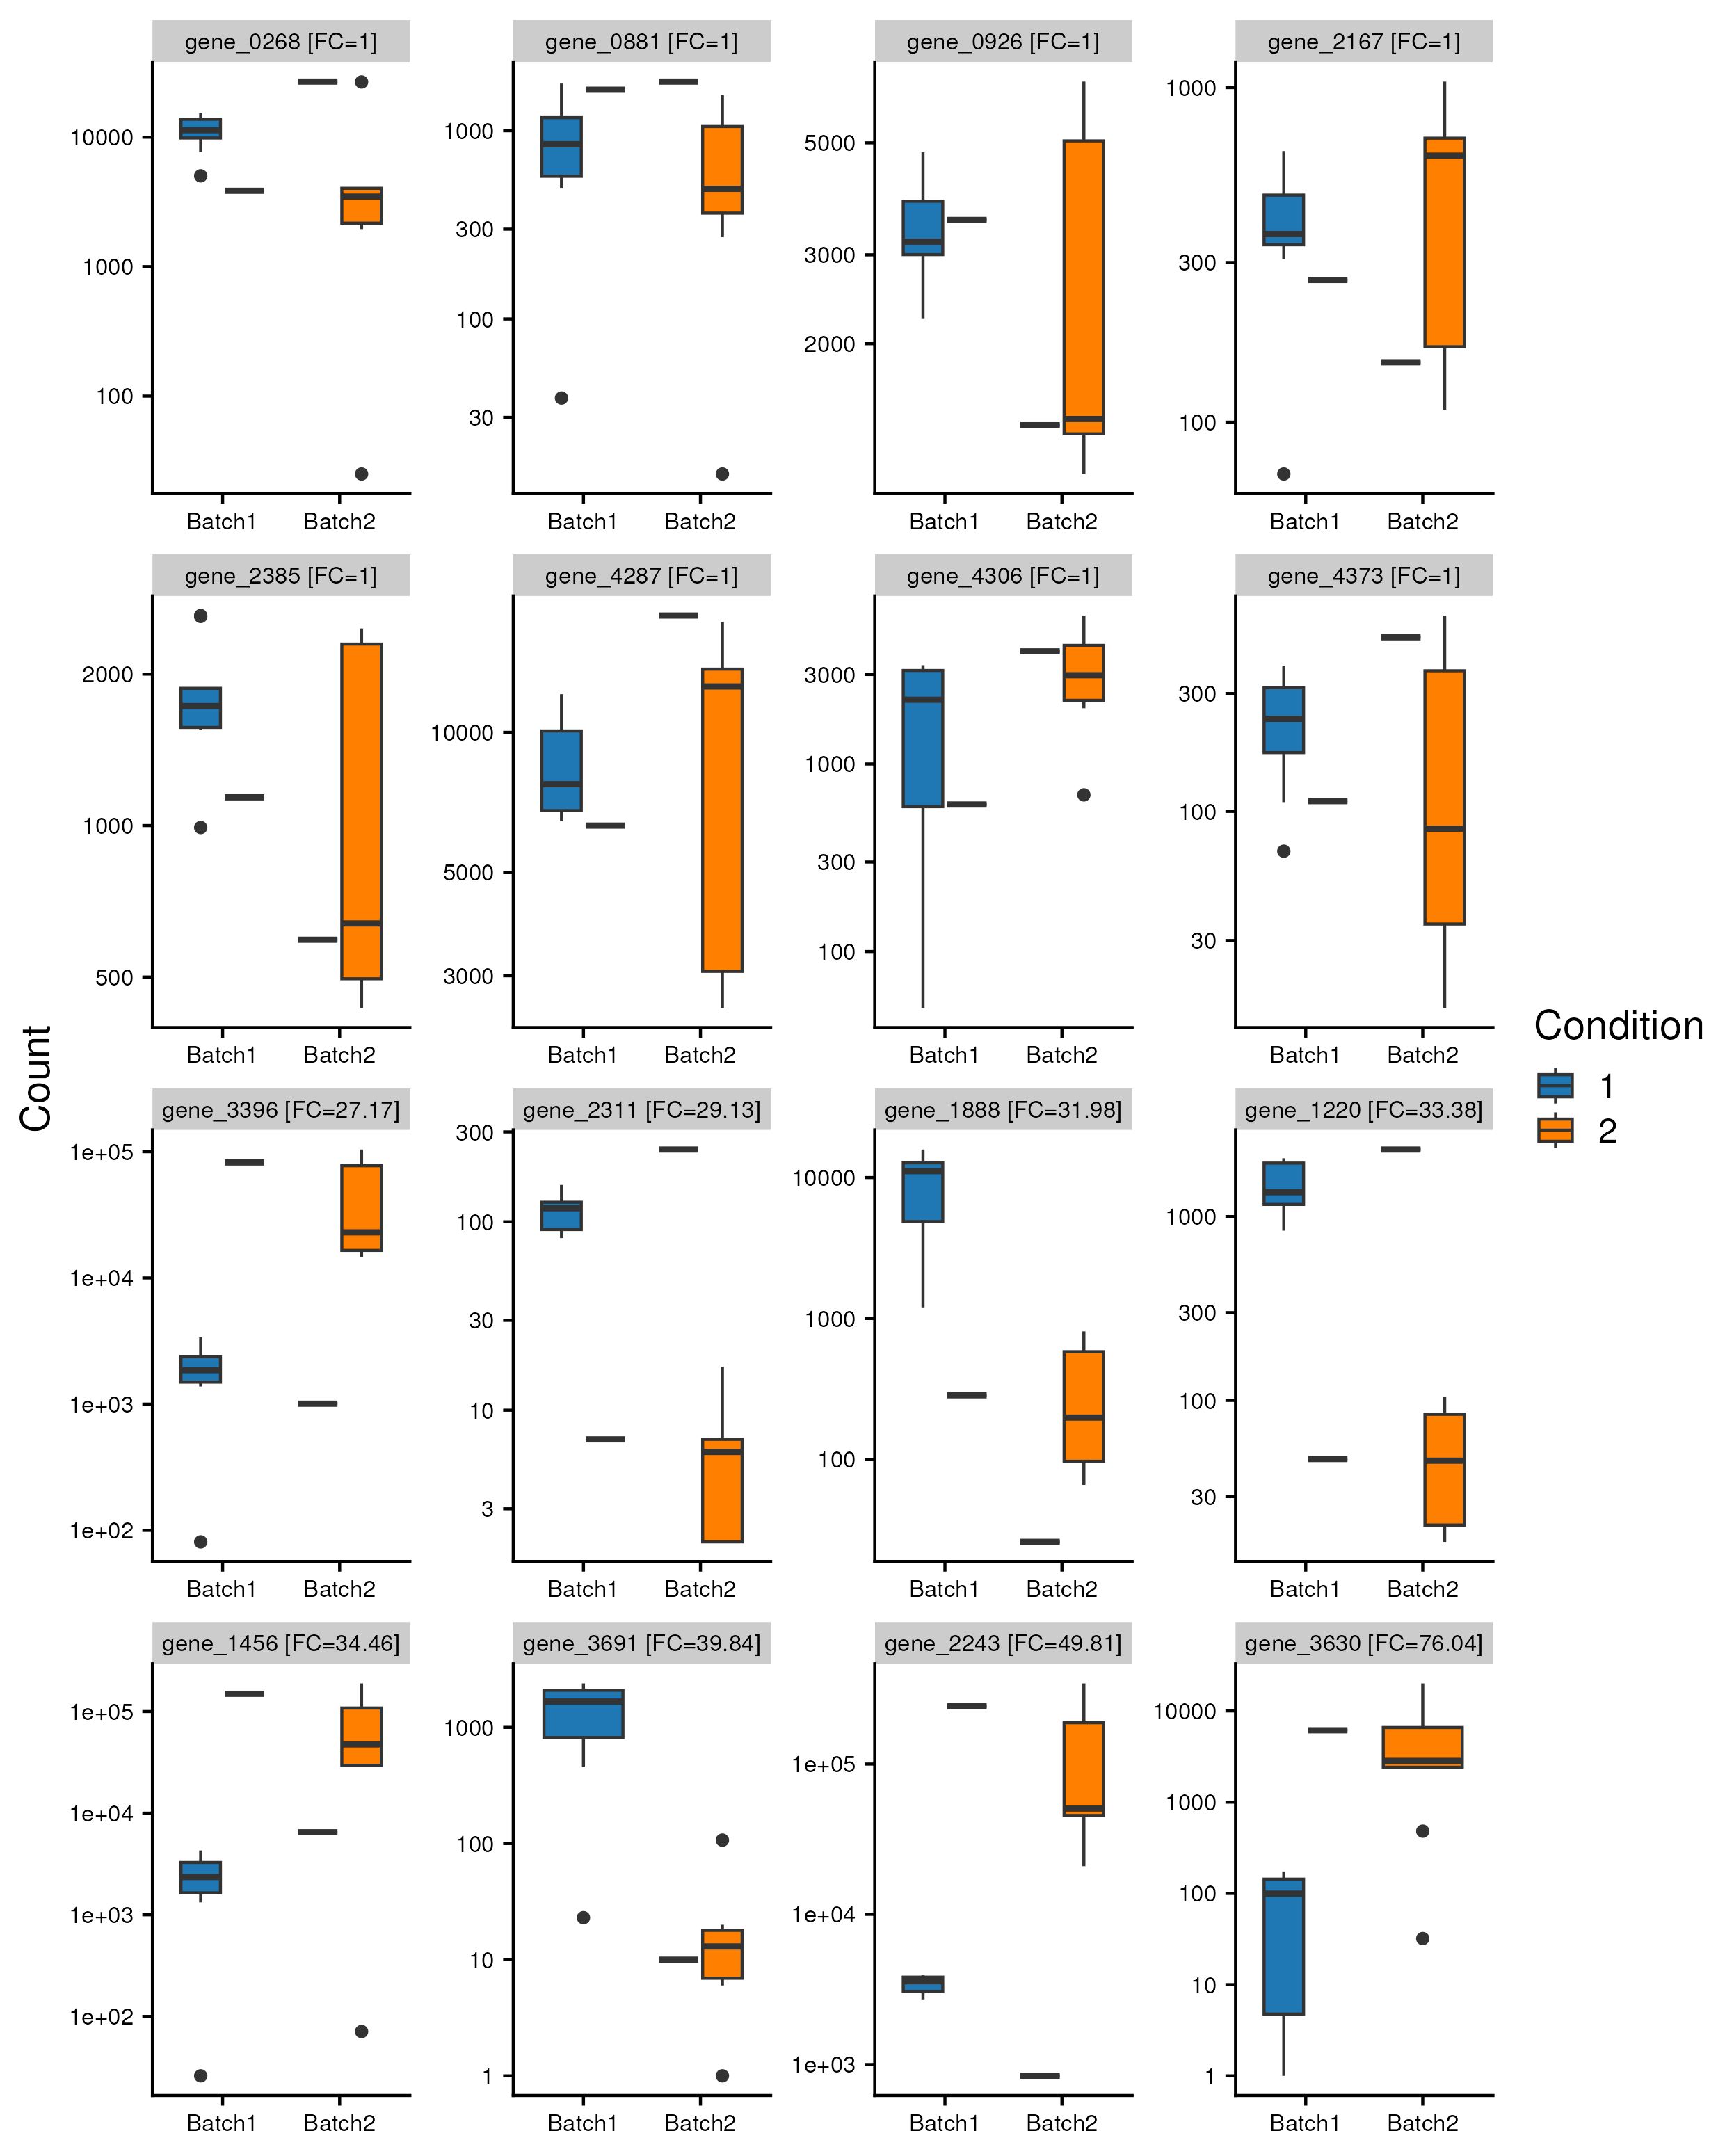 gene_0268 [FC=1]
gene_0881 [FC=1]
gene_0926 [FC=1]
gene_2167 [FC=1]
10000
1000
100
1000
300
100
30
5000
3000
2000
1000
300
100
Batch1 Batch2
Batch1 Batch2
Batch1 Batch2
Batch1 Batch2
gene_2385 [FC=1]
gene_4287 [FC=1]
gene_4306 [FC=1]
gene_4373 [FC=1]
2000
1000
500
10000
5000
3000
3000
1000
300
100
300
100
30
Batch1 Batch2
Batch1 Batch2
Batch1 Batch2
Batch1 Batch2
Count
Condition
1
2
gene_3396 [FC=27.17]
gene_2311 [FC=29.13]
gene_1888 [FC=31.98]
gene_1220 [FC=33.38]
1e+05
1e+04
1e+03
1e+02
300
100
30
10
3
10000
1000
100
1000
300
100
30
Batch1 Batch2
Batch1 Batch2
Batch1 Batch2
Batch1 Batch2
gene_1456 [FC=34.46]
gene_3691 [FC=39.84]
gene_2243 [FC=49.81]
gene_3630 [FC=76.04]
1e+05
1e+04
1e+03
1e+02
1000
100
10
1
1e+05
1e+04
1e+03
10000
1000
100
10
1
Batch1 Batch2
Batch1 Batch2
Batch1 Batch2
Batch1 Batch2